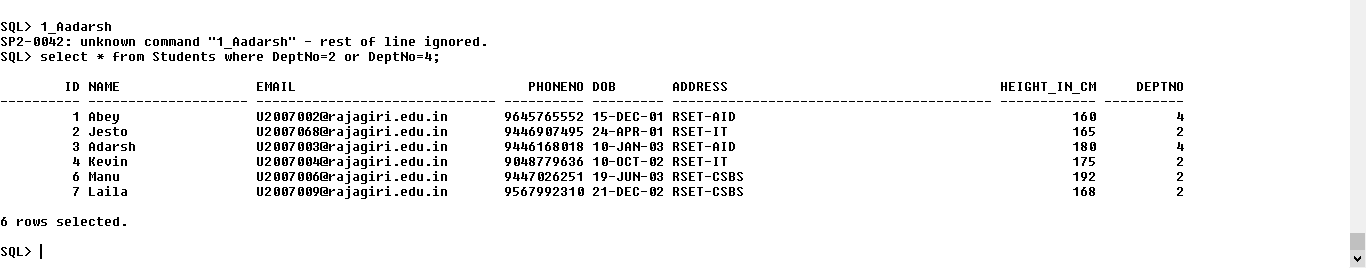 SQL> 1_Aadarsh
SP2-0042: unknown command "1_Aadarsh" - rest of line ignored.
SQL> select * from Students where DeptNo=2 or DeptNo=4;
        ID NAME                 EMAIL                             PHONENO DOB       ADDRESS                                  HEIGHT_IN_CM     DEPTNO
---------- -------------------- ------------------------------ ---------- --------- ---------------------------------------- ------------ ----------
         1 Abey                 U2007002@rajagiri.edu.in       9645765552 15-DEC-01 RSET-AID                                          160          4
         2 Jesto                U2007068@rajagiri.edu.in       9446907495 24-APR-01 RSET-IT                                           165          2
         3 Adarsh               U2007003@rajagiri.edu.in       9446168018 10-JAN-03 RSET-AID                                          180          4
         4 Kevin                U2007004@rajagiri.edu.in       9048779636 10-OCT-02 RSET-IT                                           175          2
         6 Manu                 U2007006@rajagiri.edu.in       9447026251 19-JUN-03 RSET-CSBS                                         192          2
         7 Laila                U2007009@rajagiri.edu.in       9567992310 21-DEC-02 RSET-CSBS                                         168          2
6 rows selected.
SQL>